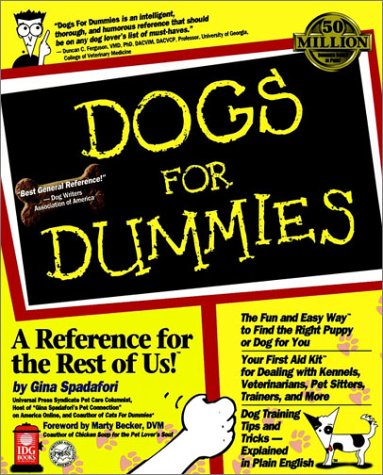 "Dogs For Dummies is an intelligent,
thorough, and humorous reference that should
be on any dog lover's list of must-haves."
— Duncan C. Ferguson, VMD, PhD, DACVIM, DACVCP, Professor, University of Georgia,
College of Veterinary Medicine
50
MILLION
DOGS
FOR
DUMMIES
"Best General Reference!"
— Dog Writers
Association of America
A Reference for
the Rest of Us!™
by Gina Spadafori
Universal Press Syndicate Pet Care Columnist,
Host of "Gina Spadafori's Pet Connection"
on America Online, and Coauthor of Cats For Dummies®
Foreword by Marty Becker, DVM
Coauthor of Chicken Soup for the Pet Lover's Soul
The Fun and Easy Way™
to Find the Right Puppy
or Dog for You
Your First Aid Kit™
for Dealing with Kennels,
Veterinarians, Pet Sitters,
Trainers, and More
Dog Training
Tips and
Tricks —
Explained
in Plain English
IDG
BOOKS